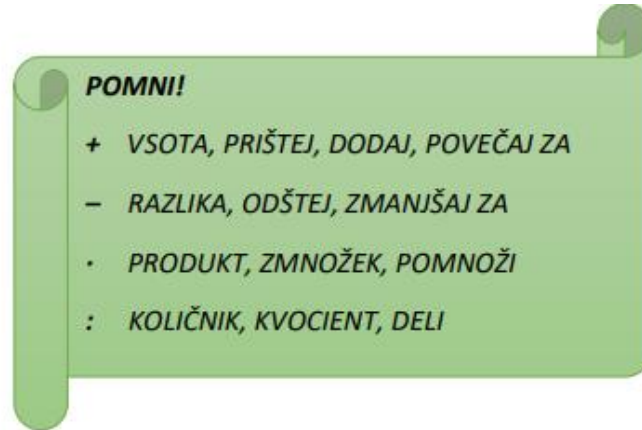 POMNI!
+ VSOTA, PRIŠTEJ, DODAJ, POVEČAJ ZA
– RAZLIKA, ODŠTEJ, ZMANJŠAJ ZA
· PRODUKT, ZMNOŽEK, POMNOŽI
: KOLIČNIK, KVOCIENT, DELI